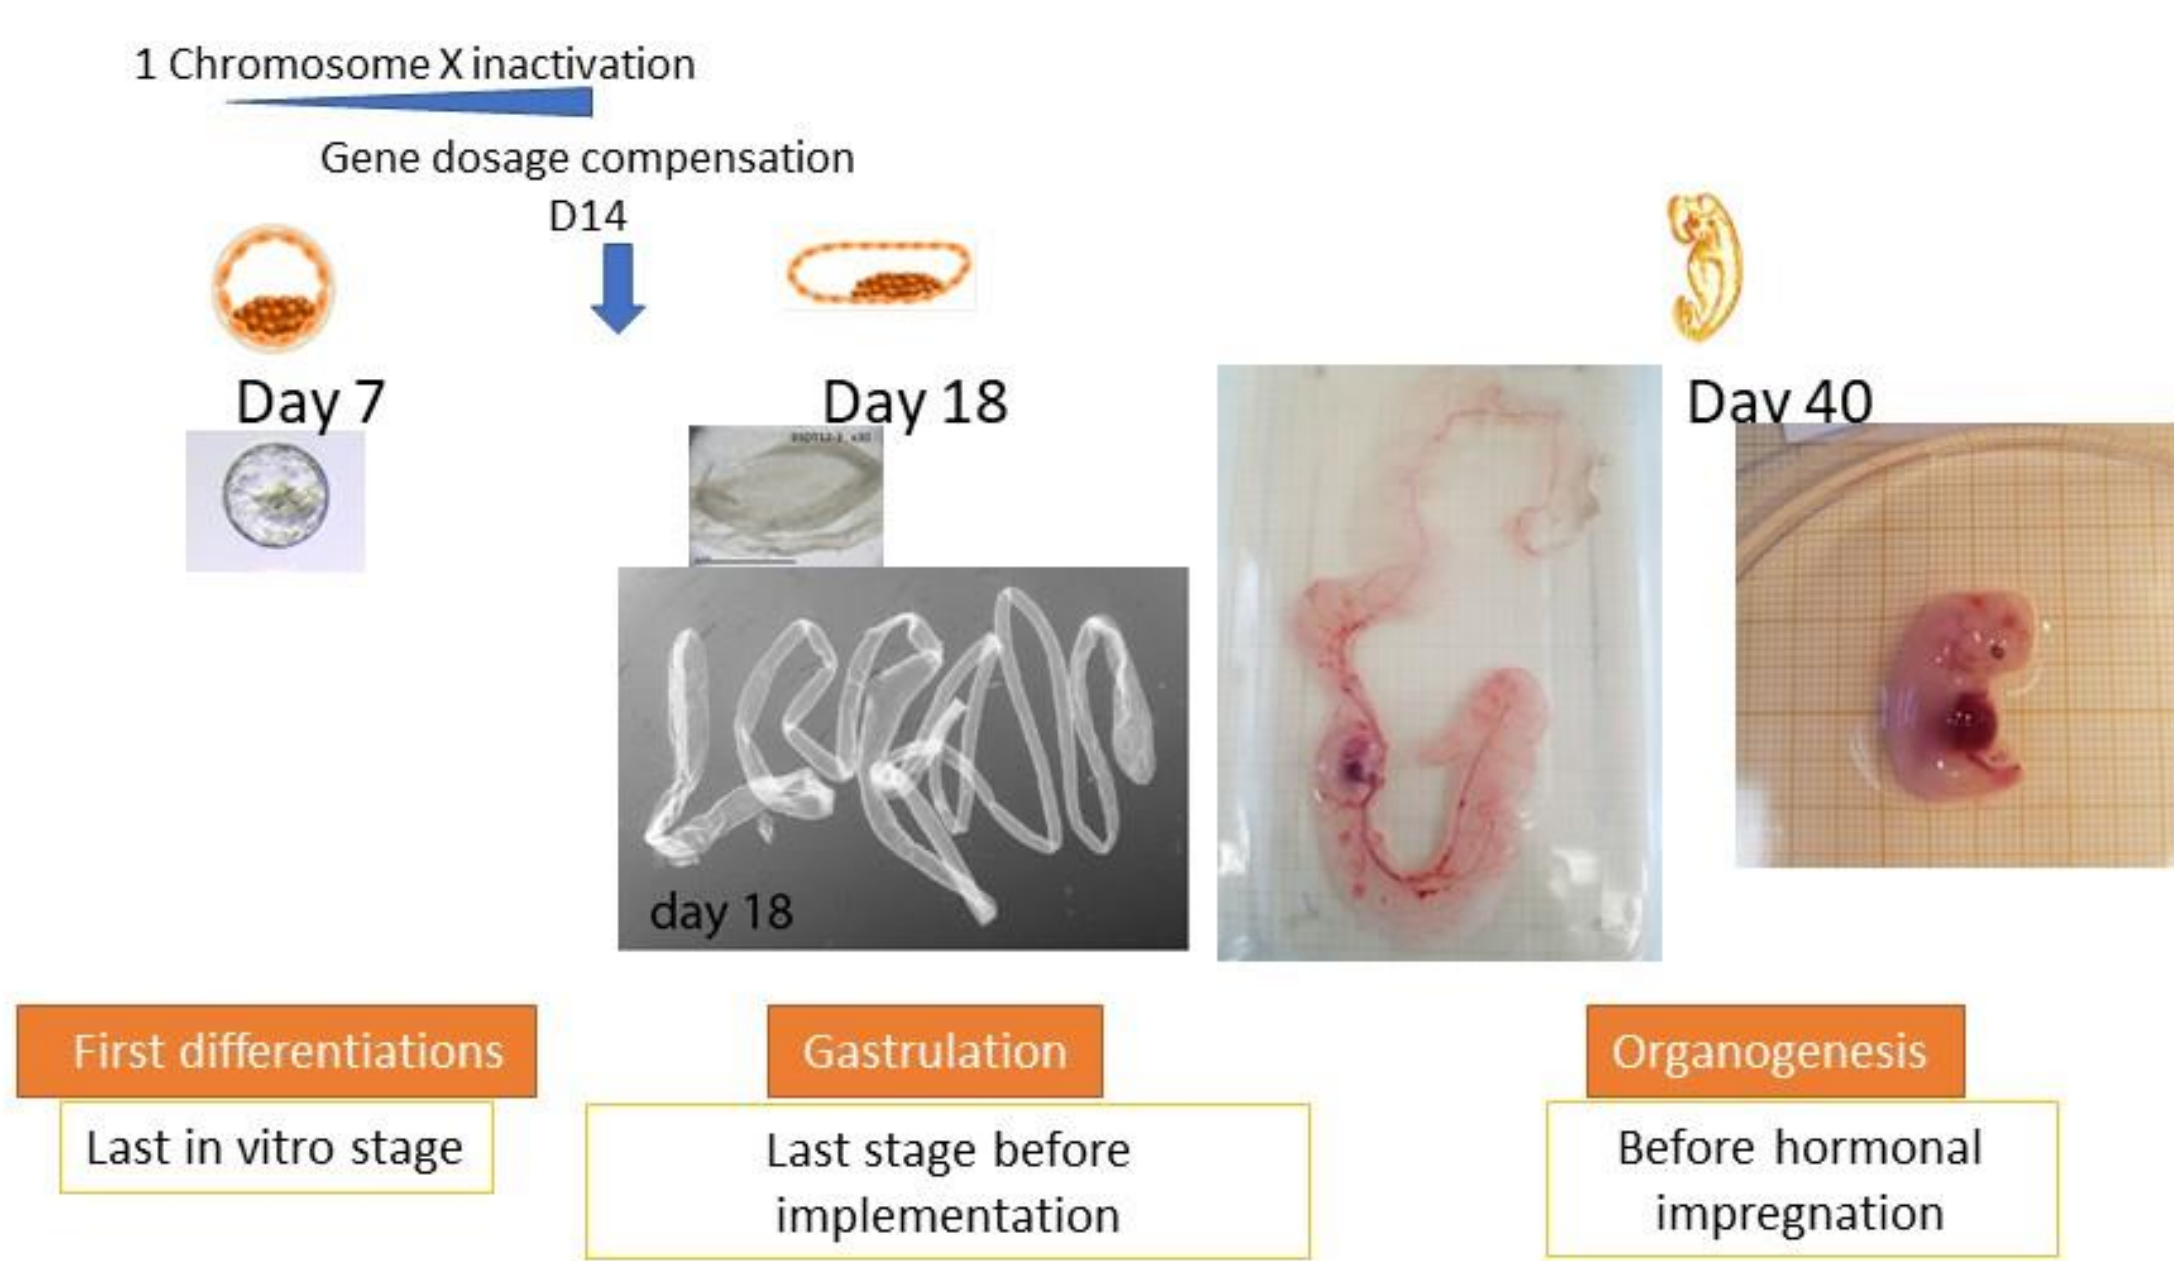 1 Chromosome X inactivation
Gene dosage compensation
D14
Day 7
Day 18
Day 40
day 18
First differentiations
Gastrulation
Organogenesis
Last in vitro stage
Last stage before
implementation
Before hormonal
impregnation